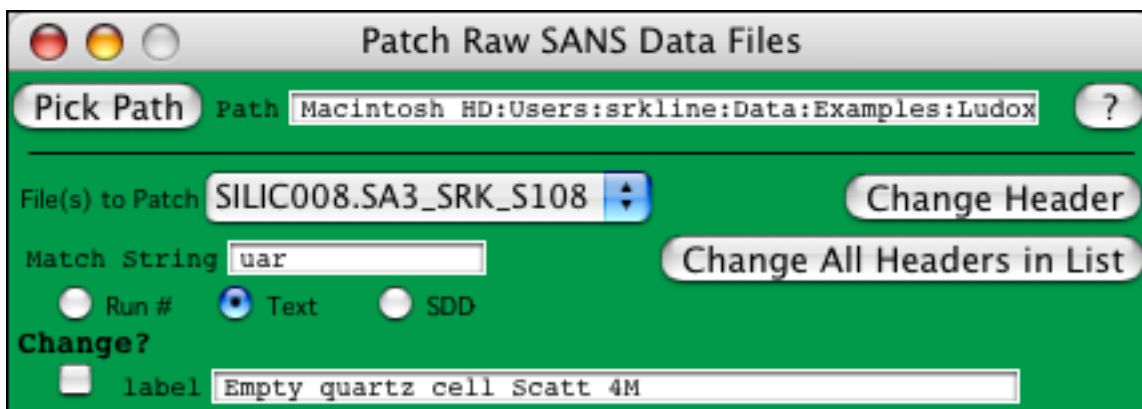 Patch Raw SANS Data Files
Pick Path Path Macintosh HD:Users:srkline:Data:Examples:Ludox ?
File(s) to Patch SILIC008.SA3_SRK_S108 Change Header
Match String uar Change All Headers in List
Run # Text SDD
Change?
label Empty quartz cell Scatt 4M